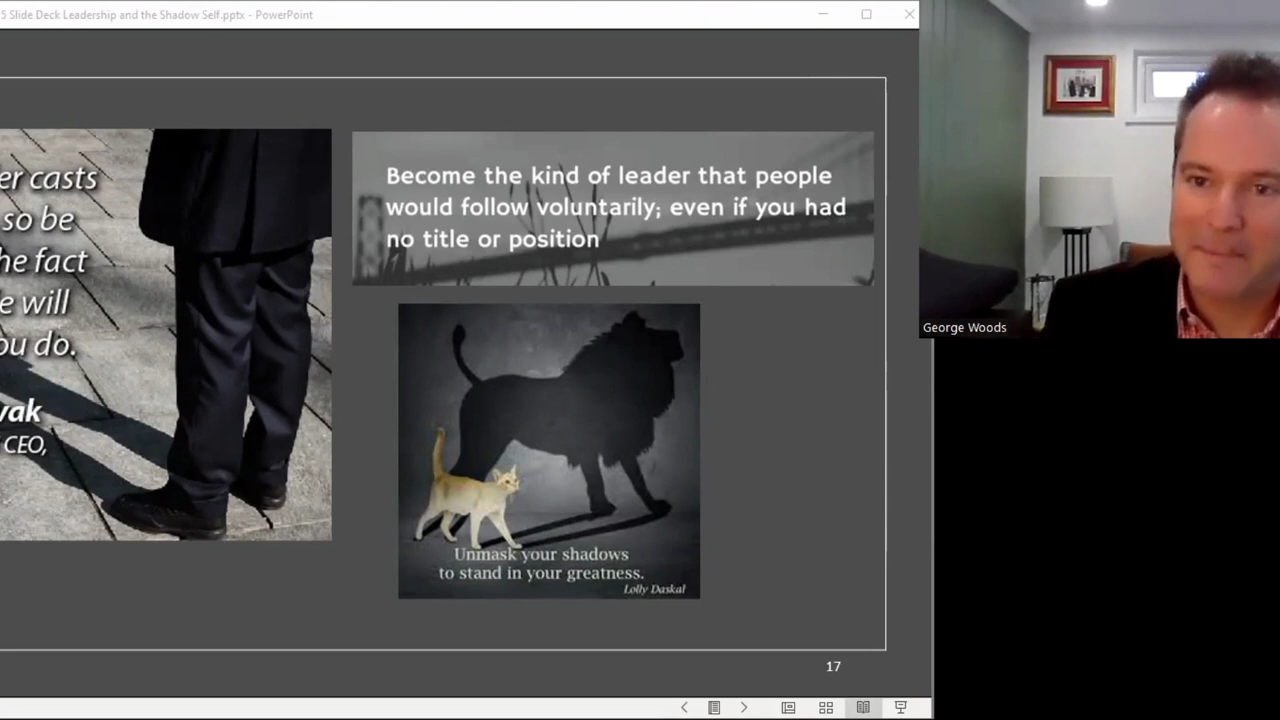 5 Slide Deck Leadership and the Shadow Self.pptx - PowerPoint
er casts
so be
he fact
e will
ou do.
vak
CEO,
Become the kind of leader that people
would follow voluntarily; even if you had
no title or position
Unmask your shadows
to stand in your greatness.
Lolly Daskal
17
George Woods